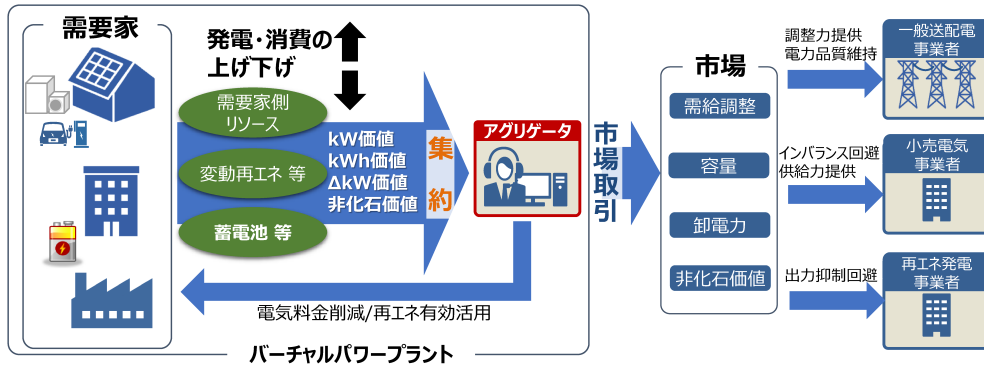 需要家
発電・消費の
上げ下げ
需要家側
リソース
変動再エネ 等
蓄電池 等
kW価値
kWh価値
ΔkW価値
非化石価値
集
約
アグリゲータ
電気料金削減/再エネ有効活用
バーチャルパワープラント
市場取引
市場
需給調整
容量
卸電力
非化石価値
調整力提供
電力品質維持
インバランス回避
供給力提供
出力抑制回避
一般送配電
事業者
小売電気
事業者
再エネ発電
事業者